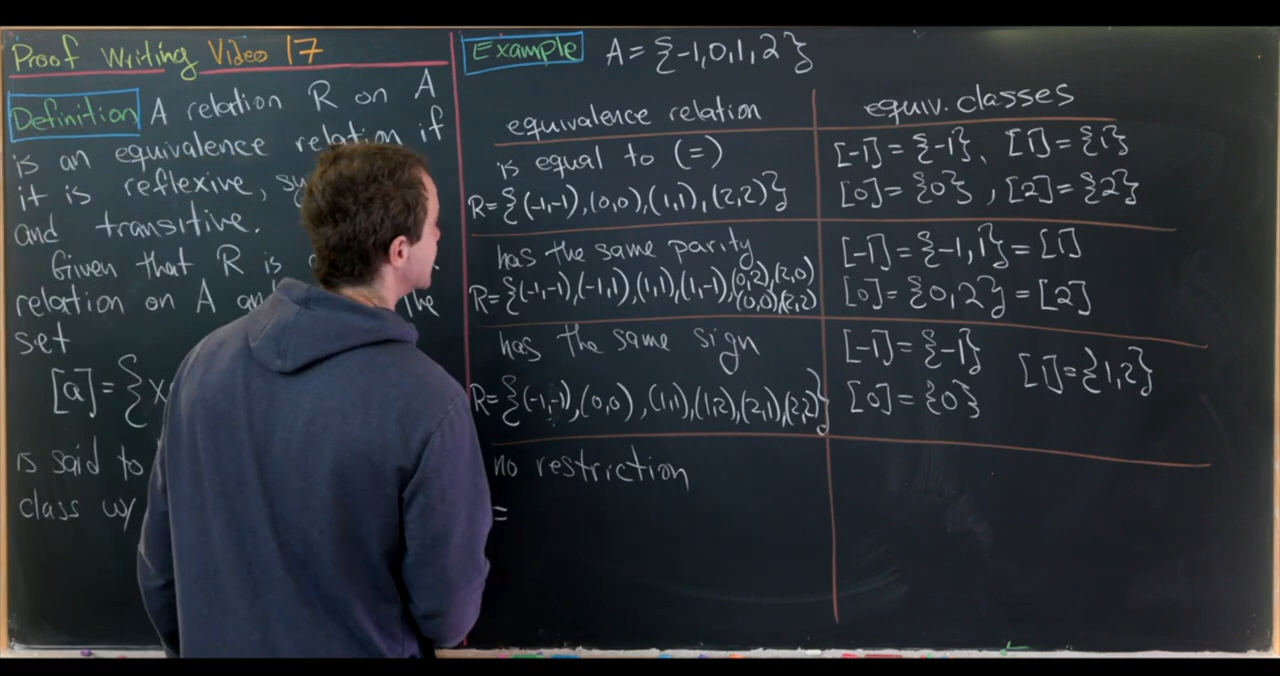 Proof Writing Video 17
Definition A relation R on A
is an equivalence relation if
it is reflexive,
and transitive.
Given that R is
relation on A
set
[a] = {
is said to
class w/
Example A = {-1, 0, 1, 2}
equivalence relation
equiv. classes
is equal to (=)
R = {(-1,-1), (0,0), (1,1), (2,2)}
[-1] = {-1}, [1] = {1}
[0] = {0}, [2] = {2}
has the same parity
R = {(-1,-1), (-1,1), (1,1), (1,-1), (0,2), (2,0)
(0,0), (2,2)
[-1] = {-1, 1} = [1]
[0] = {0, 2} = [2]
has the same sign
R = {(-1,-1), (0,0), (1,1), (1,2), (2,1), (2,2)}
[-1] = {-1}
[1] = {1, 2}
[0] = {0}
no restriction
=